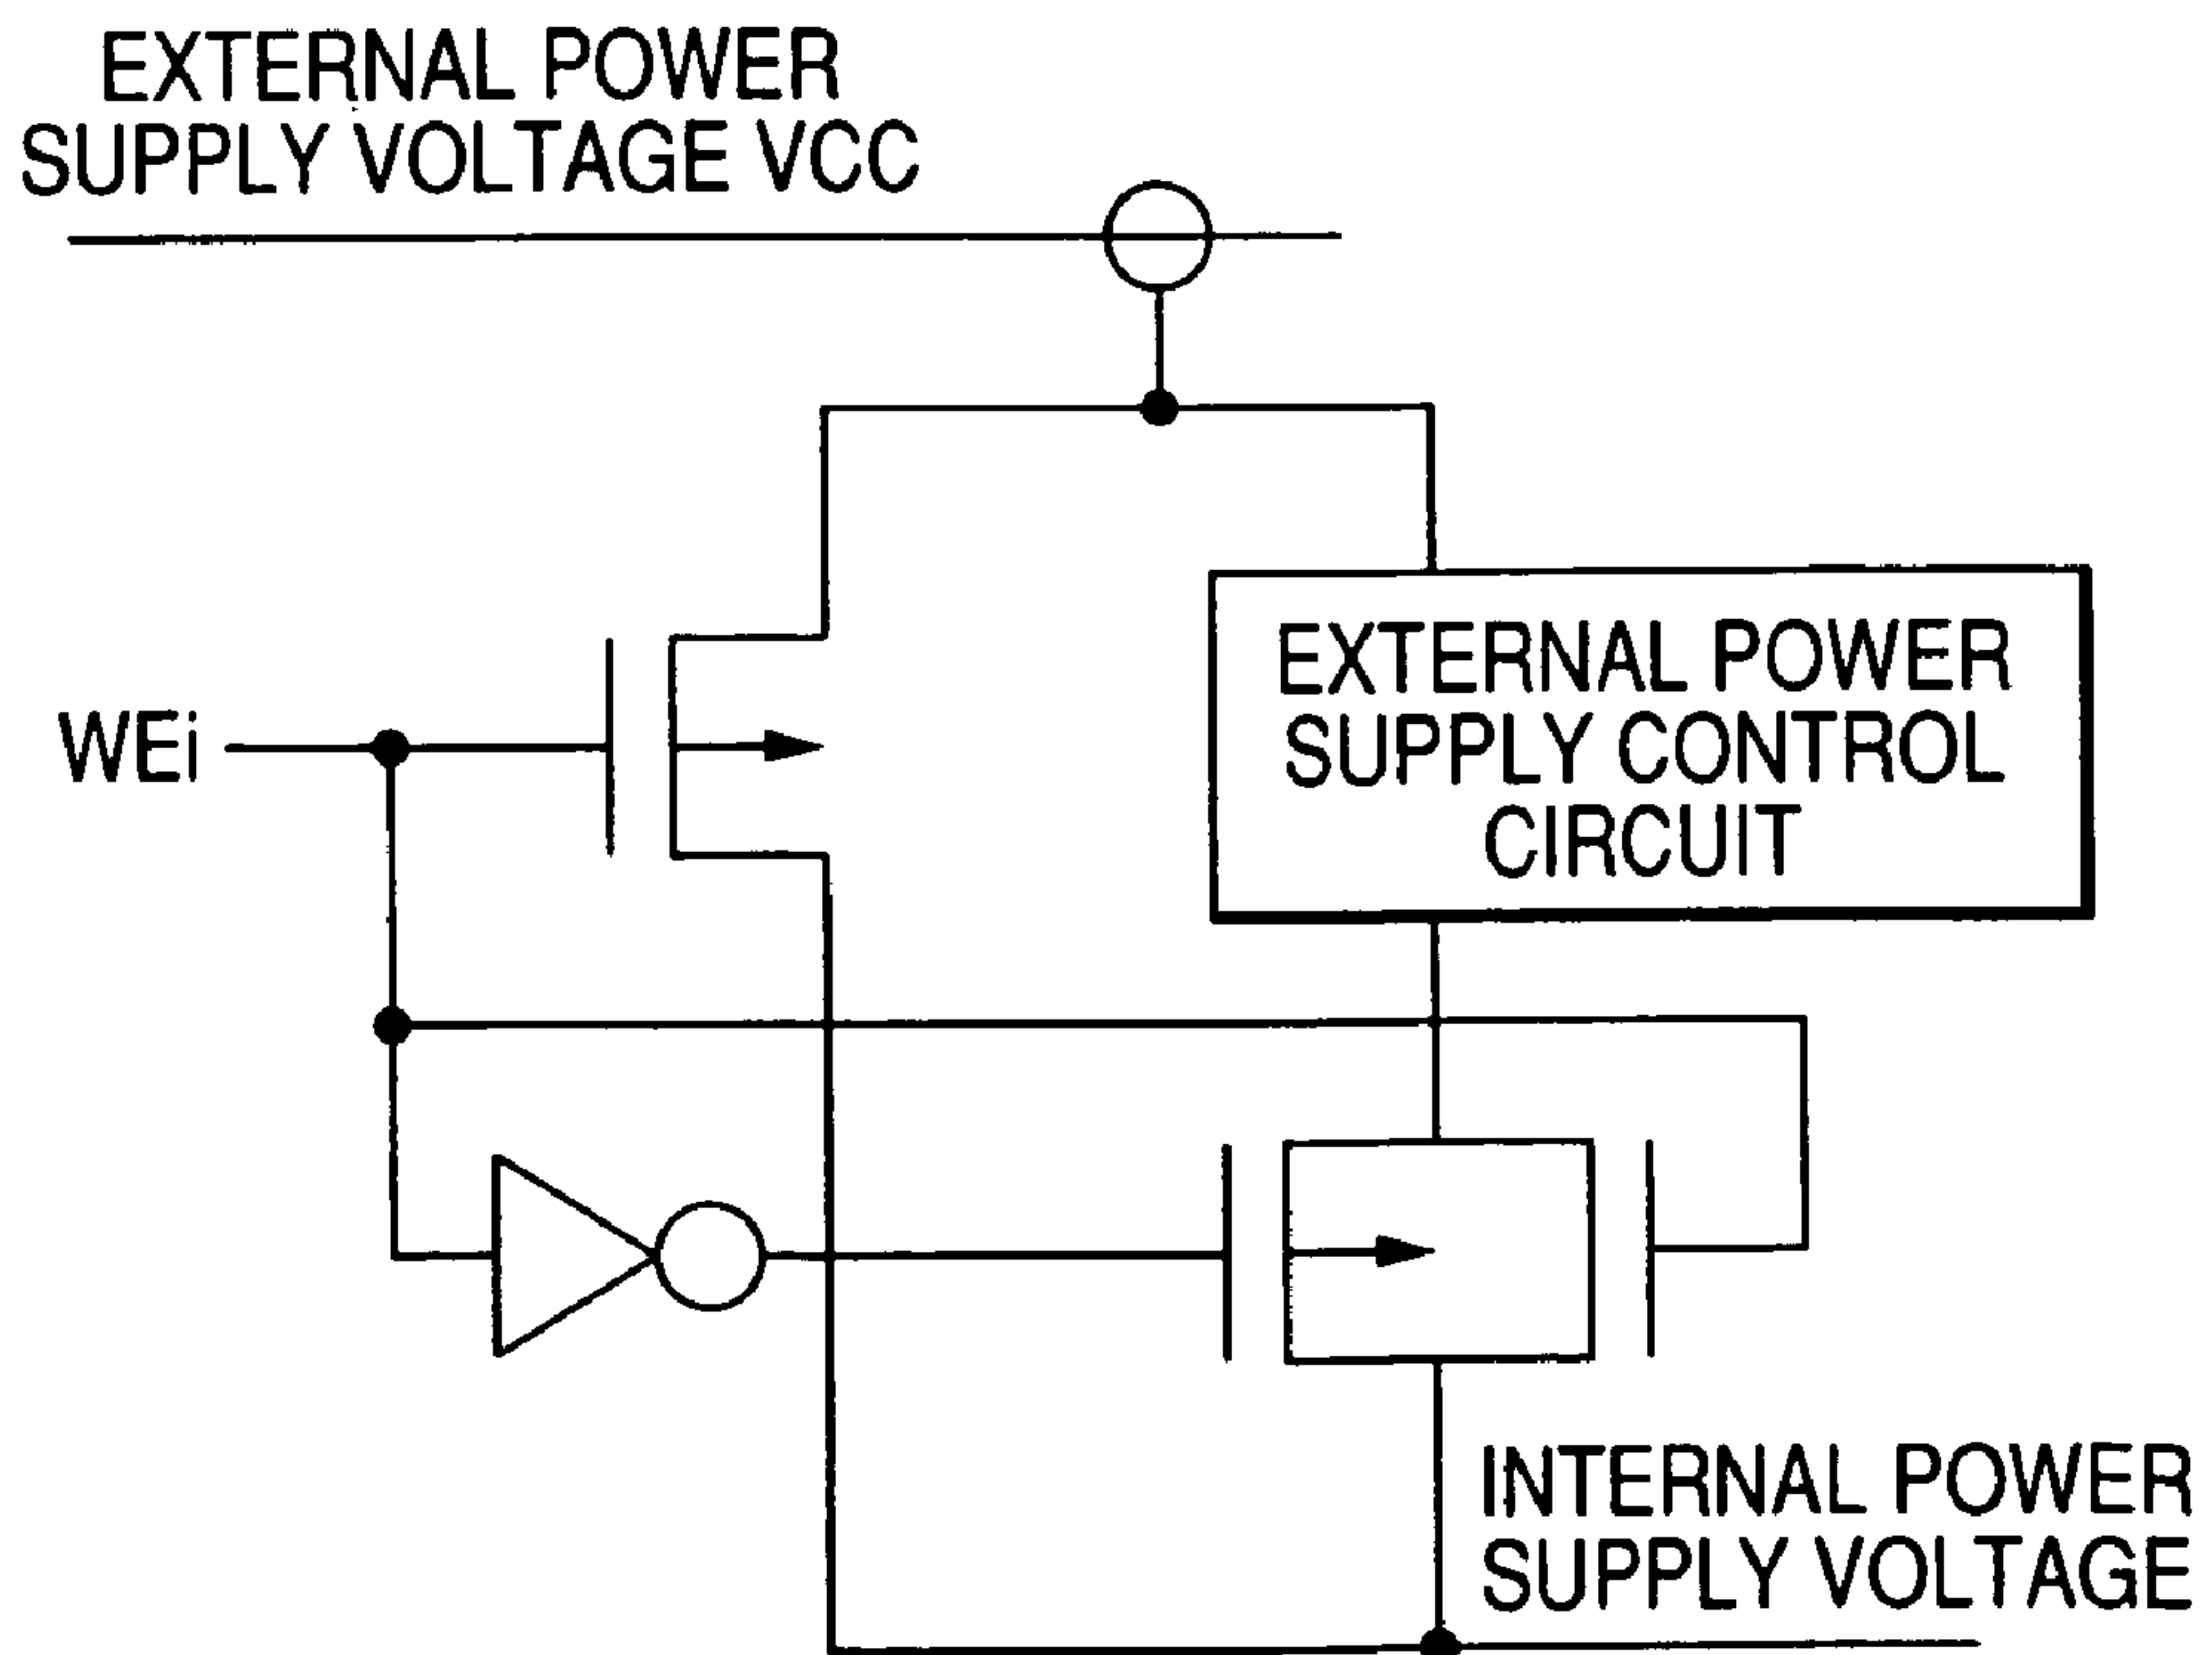 EXTERNAL POWER
SUPPLY VOLTAGE VCC
EXTERNAL POWER
SUPPLY CONTROL
CIRCUIT
WEi
INTERNAL POWER
SUPPLY VOLTAGE